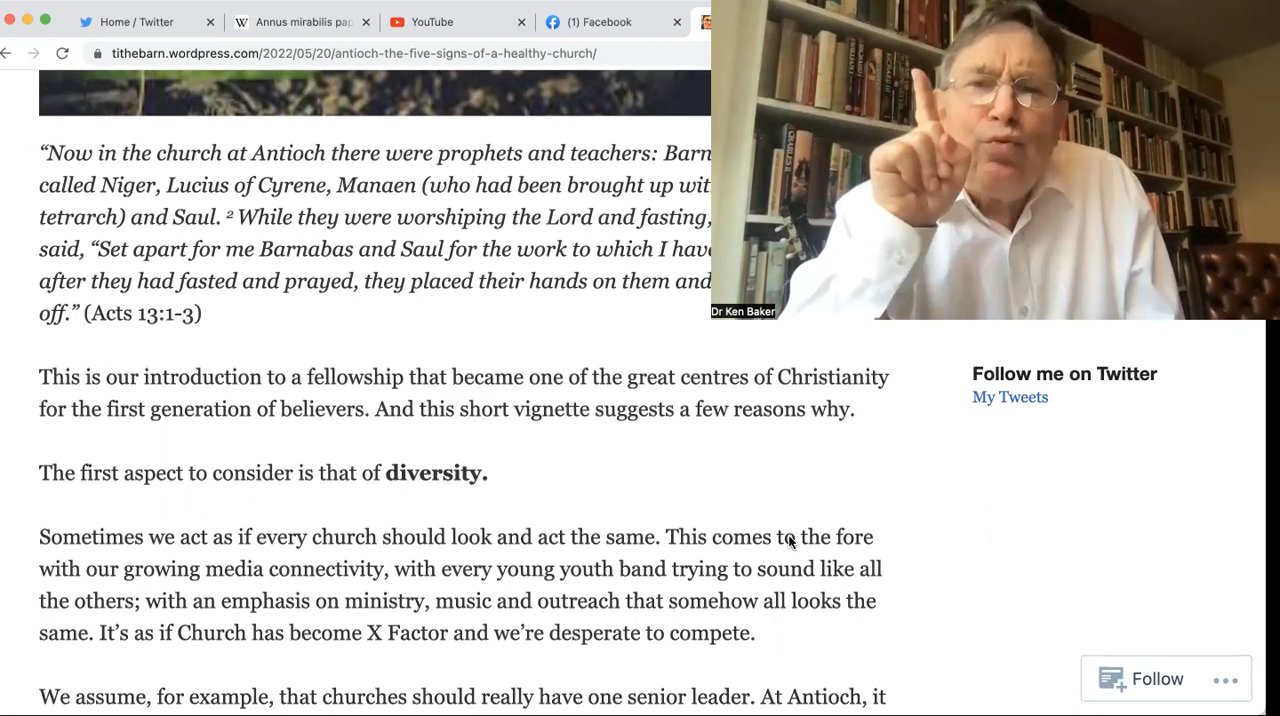 Home / Twitter
Annus mirabilis pap
YouTube
(1) Facebook
tithebarn.wordpress.com/2022/05/20/antioch-the-five-signs-of-a-healthy-church/
Dr Ken Baker
“Now in the church at Antioch there were prophets and teachers: Barn
called Niger, Lucius of Cyrene, Manaen (who had been brought up wit
tetrarch) and Saul. ² While they were worshiping the Lord and fasting,
said, “Set apart for me Barnabas and Saul for the work to which I have
after they had fasted and prayed, they placed their hands on them and
off.” (Acts 13:1-3)
This is our introduction to a fellowship that became one of the great centres of Christianity
for the first generation of believers. And this short vignette suggests a few reasons why.
The first aspect to consider is that of diversity.
Sometimes we act as if every church should look and act the same. This comes to the fore
with our growing media connectivity, with every young youth band trying to sound like all
the others; with an emphasis on ministry, music and outreach that somehow all looks the
same. It’s as if Church has become X Factor and we’re desperate to compete.
We assume, for example, that churches should really have one senior leader. At Antioch, it
Follow me on Twitter
My Tweets
Follow